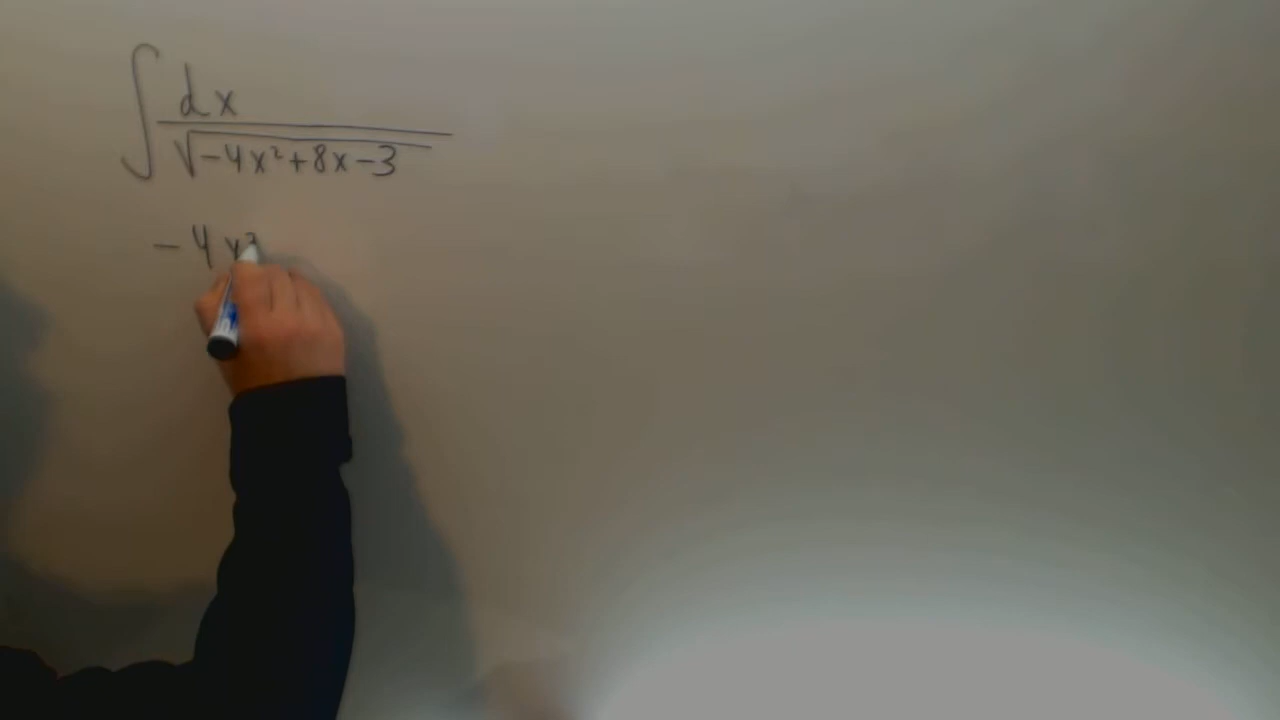 ∫ dx / √(-4x²+8x-3)
-4x²